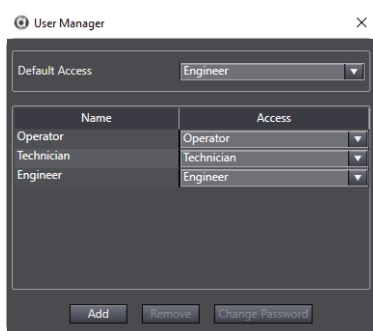 User Manager
Default Access Engineer
Name Access
Operator Operator
Technician Technician
Engineer Engineer
Add Remove Change Password